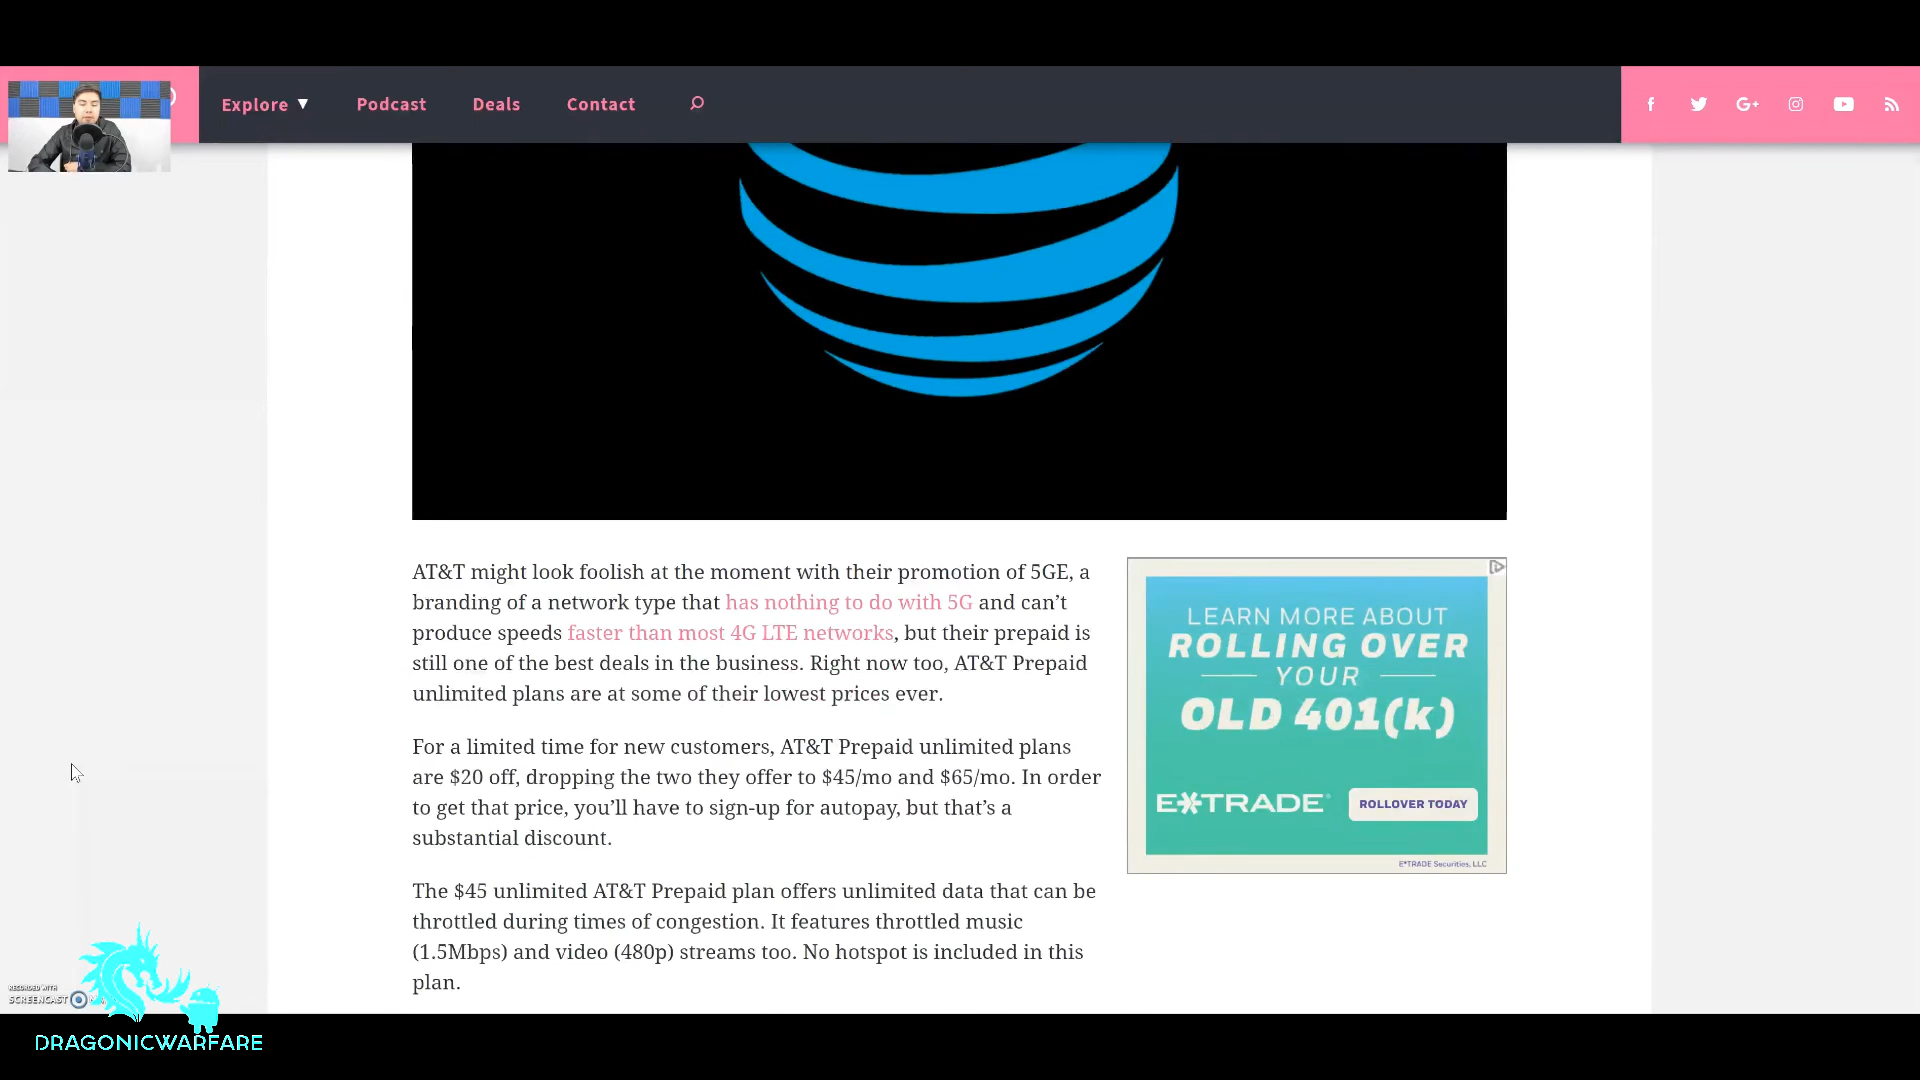 Explore ▼ Podcast Deals Contact
AT&T might look foolish at the moment with their promotion of 5GE, a
branding of a network type that has nothing to do with 5G and can’t
produce speeds faster than most 4G LTE networks, but their prepaid is
still one of the best deals in the business. Right now too, AT&T Prepaid
unlimited plans are at some of their lowest prices ever.
For a limited time for new customers, AT&T Prepaid unlimited plans
are $20 off, dropping the two they offer to $45/mo and $65/mo. In order
to get that price, you’ll have to sign-up for autopay, but that’s a
substantial discount.
The $45 unlimited AT&T Prepaid plan offers unlimited data that can be
throttled during times of congestion. It features throttled music
(1.5Mbps) and video (480p) streams too. No hotspot is included in this
plan.
LEARN MORE ABOUT
ROLLING OVER
YOUR
OLD 401(k)
E*TRADE
ROLLOVER TODAY
E*TRADE Securities, LLC
RECORDED WITH
SCREENCAST
DRAGONICWARFARE